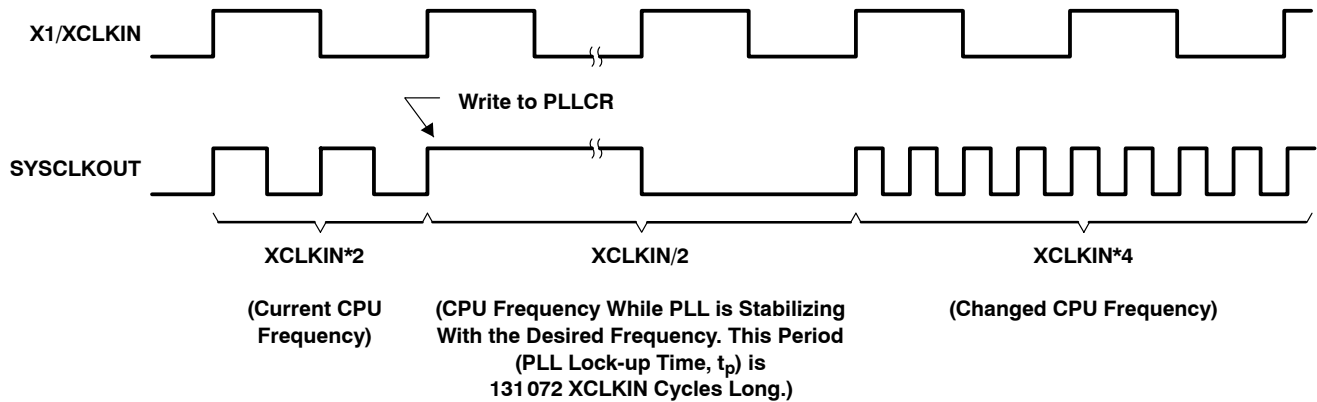 X1/XCLKIN
Write to PLLCR
SYSCLKOUT
XCLKIN*2
(Current CPU
Frequency)
XCLKIN/2
(CPU Frequency While PLL is Stabilizing
With the Desired Frequency. This Period
(PLL Lock-up Time, tp) is
131 072 XCLKIN Cycles Long.)
XCLKIN*4
(Changed CPU Frequency)